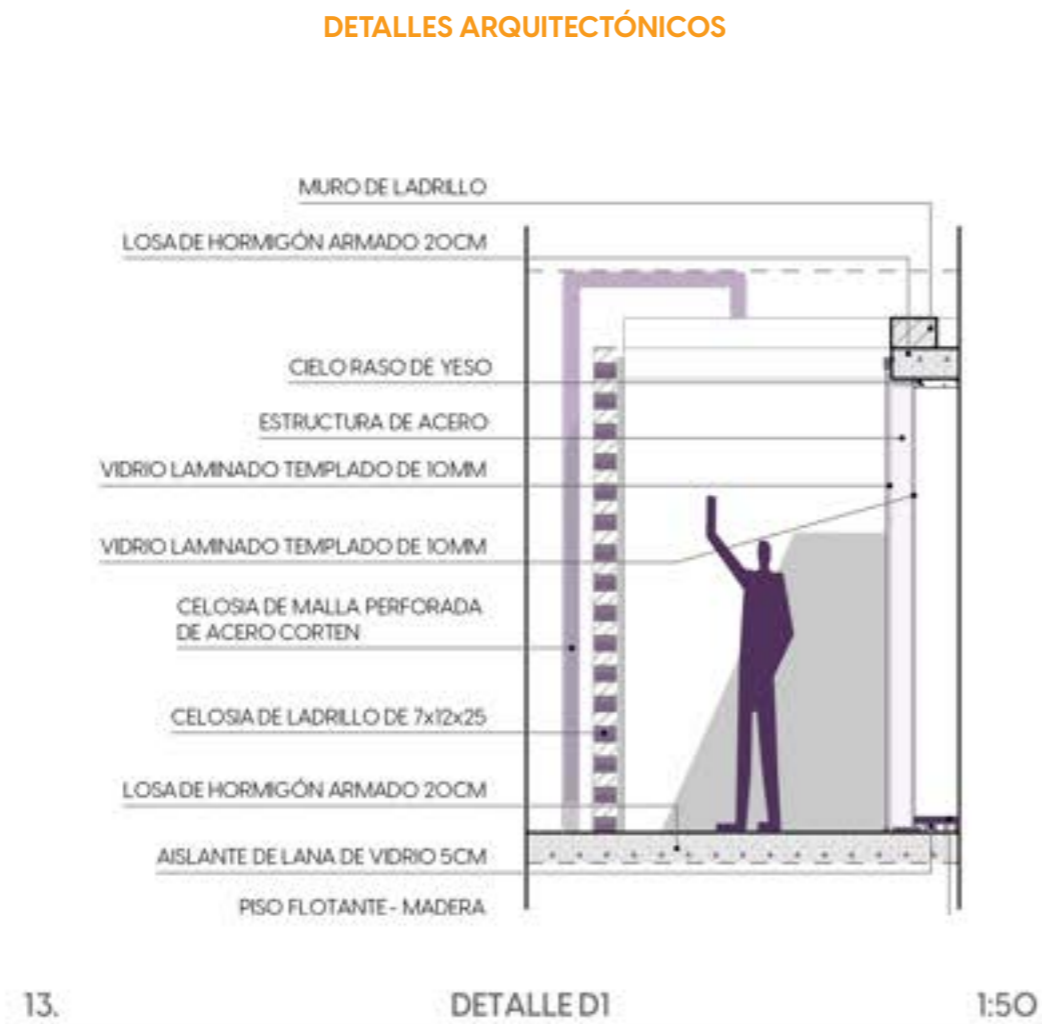 DETALLES ARQUITECTÓNICOS
MURO DE LADRILLO
LOSA DE HORMIGÓN ARMADO 20CM
CIELO RASO DE YESO
ESTRUCTURA DE ACERO
VIDRIO LAMINADO TEMPLADO DE 10MM
VIDRIO LAMINADO TEMPLADO DE 10MM
CELOSIA DE MALLA PERFORADA
DE ACERO CORTEN
CELOSIA DE LADRILLO DE 7x12x25
LOSA DE HORMIGÓN ARMADO 20CM
AISLANTE DE LANA DE VIDRIO 5CM
PISO FLOTANTE- MADERA
13.
DETALLE D1
1:50